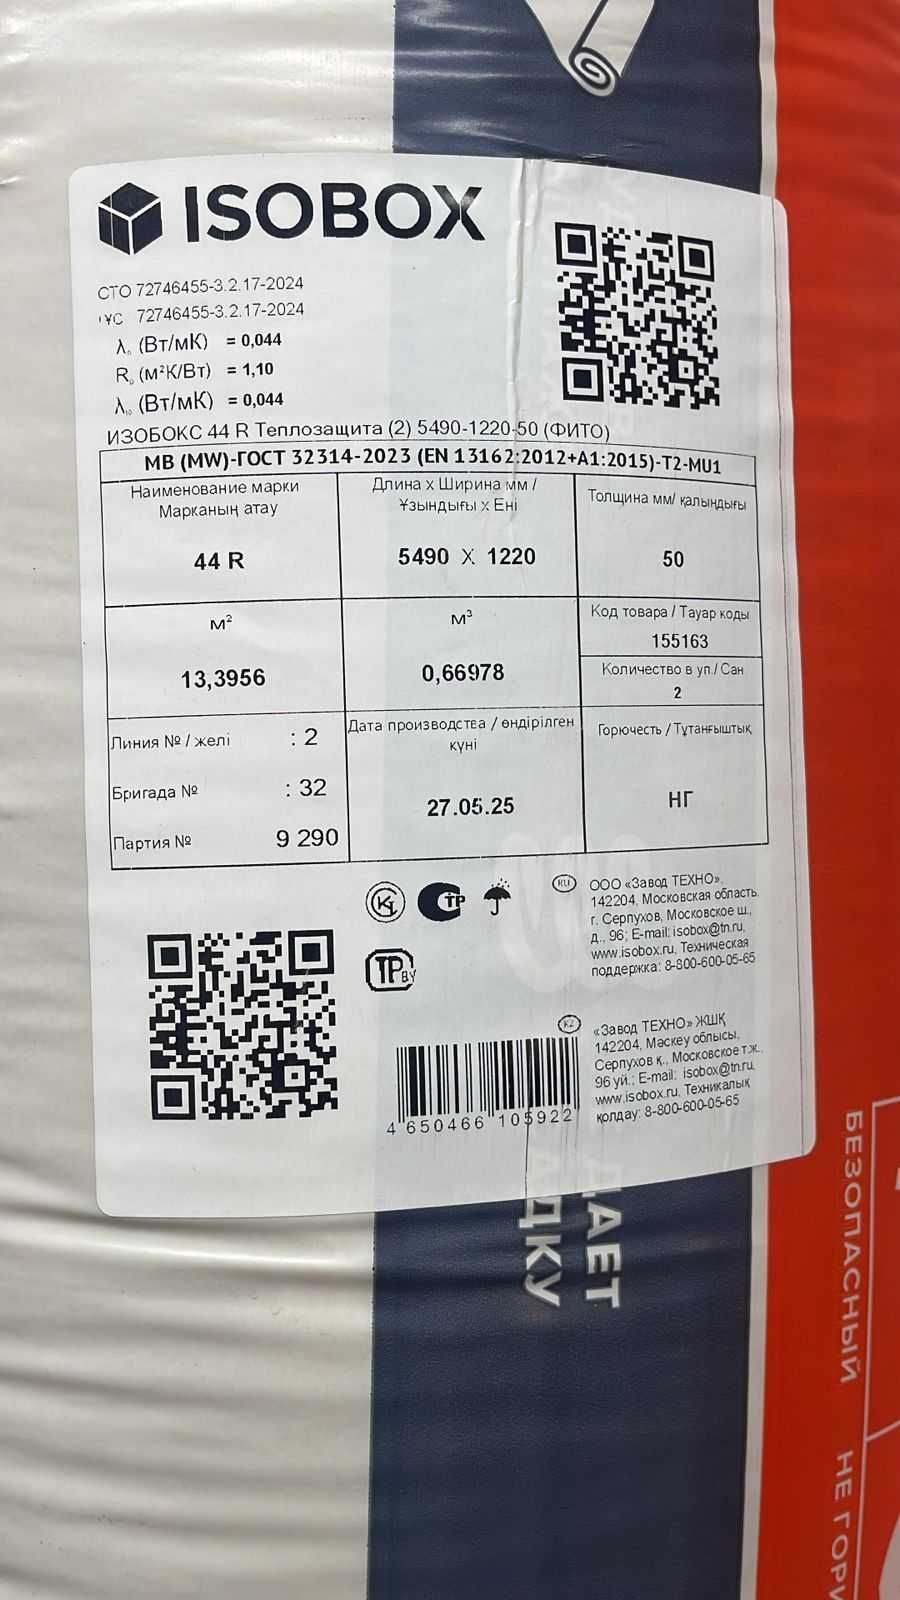 ISOBOX
СТО 72746455-3.2.17-2024
ҰС 72746455-3.2.17-2024
λ (Вт/мК) = 0,044
R (м²К/Вт) = 1,10
λ₁₀ (Вт/мК) = 0,044
ИЗОБОКС 44 R Теплозащита (2) 5490-1220-50 (ФИТО)
МВ (MW)-ГОСТ 32314-2023 (EN 13162:2012+A1:2015)-T2-MU1
Наименование марки
Марканың атау
44 R
Длина х Ширина мм /
Ұзындығы х Ені
5490 X 1220
Толщина мм/ қалыңдығы
50
м²
13,3956
м³
0,66978
Код товара / Тауар коды
155163
Количество в уп./ Сан
2
Линия № / желі : 2
Бригада № : 32
Партия № 9 290
Дата производства / өндірілген
күні
27.05.25
Горючесть / Тұтанғыштық
НГ
ТР
TP BY
RU
ООО «Завод ТЕХНО»,
142204, Московская область,
г. Серпухов, Московское ш.,
д., 96; E-mail: isobox@tn.ru,
www.isobox.ru, Техническая
поддержка: 8-800-600-05-65
KZ
«Завод ТЕХНО» ЖШҚ
142204, Мәскеу облысы,
Серпухов қ., Московское т.ж.,
96 уй.; E-mail: isobox@tn.ru,
www.isobox.ru, Техникалық
қолдау: 8-800-600-05-65
4 650466 105922
БЕЗОПАСНЫЙ